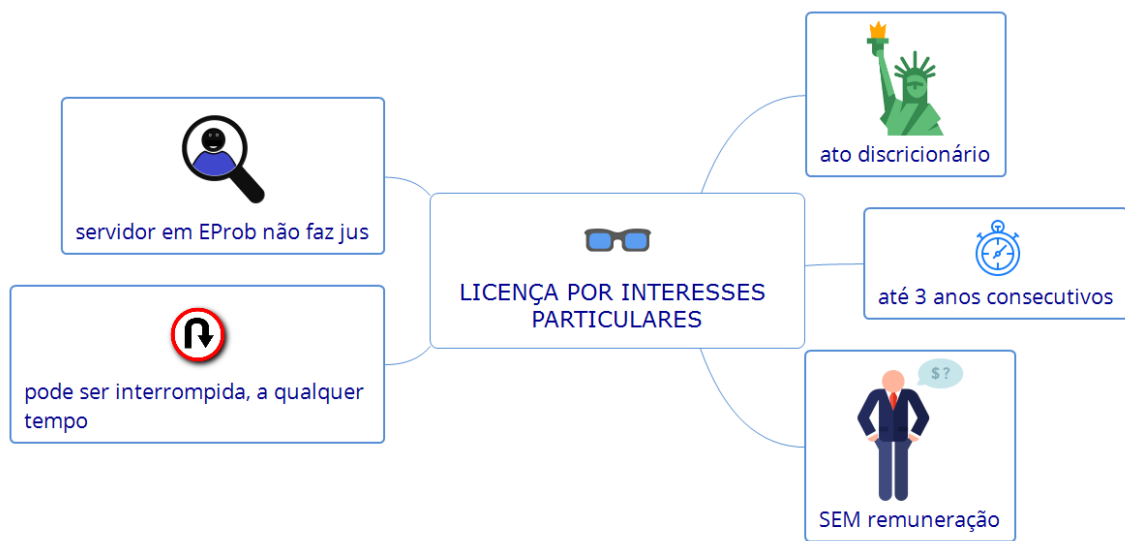 LICENÇA POR INTERESSES
PARTICULARES
ato discricionário
até 3 anos consecutivos
$ ?
SEM remuneração
servidor em EProb não faz jus
pode ser interrompida, a qualquer
tempo